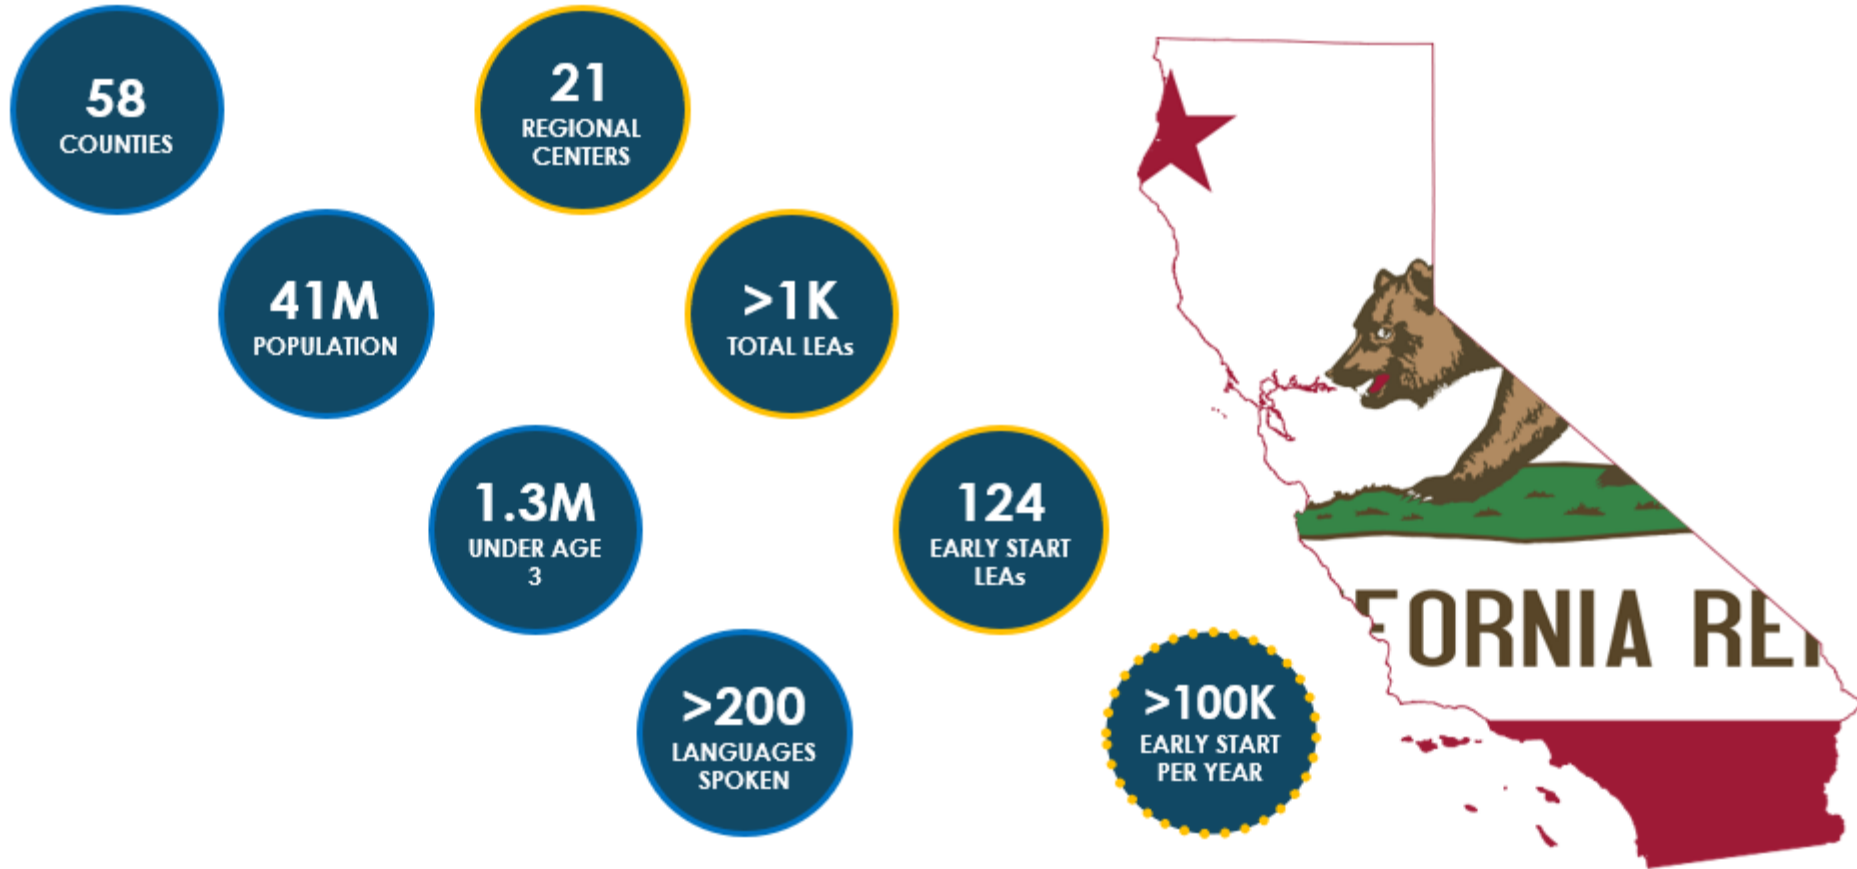 58
COUNTIES
21
REGIONAL
CENTERS
41M
POPULATION
>1K
TOTAL LEAs
1.3M
UNDER AGE
3
124
EARLY START
LEAs
>200
LANGUAGES
SPOKEN
>100K
EARLY START
PER YEAR
FORNIA RE